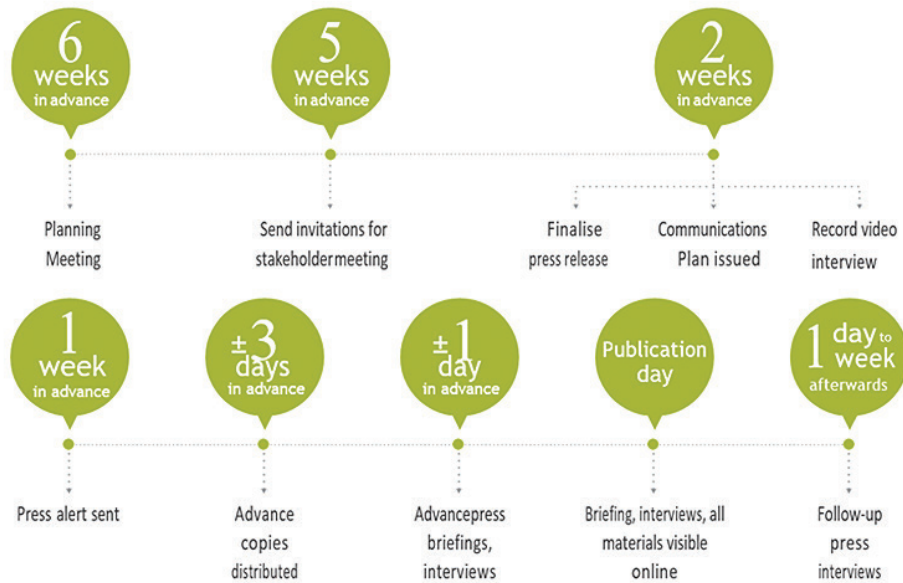 6
weeks
in advance
5
weeks
in advance
2
weeks
in advance
Planning
Meeting
Send invitations for
stakeholdermeeting
Finalise
press release
Communications
Plan issued
Record video
interview
1
week
in advance
±3
days
in advance
±1
day
in advance
Publication
day
1 day to
week
afterwards
Press alert sent
Advance
copies
distributed
Advancepress
briefings,
interviews
Briefing, interviews, all
materials visible
online
Follow-up
press
interviews